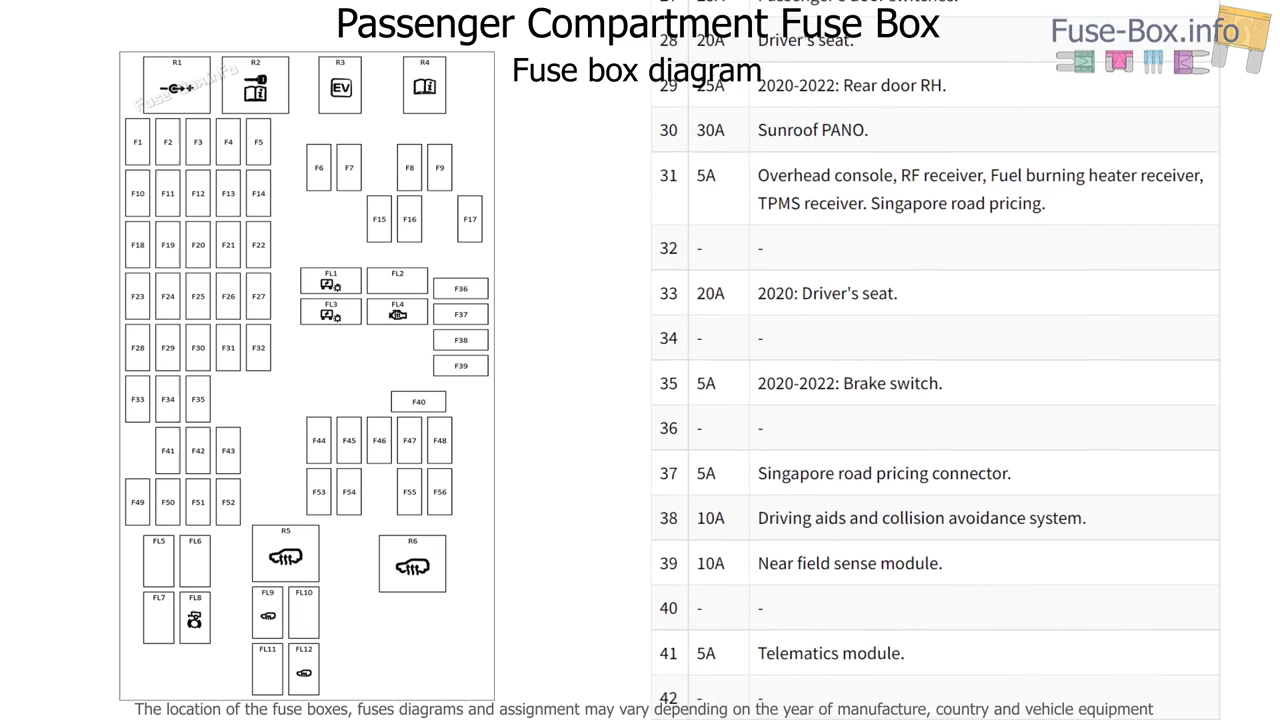 Passenger Compartment Fuse Box
Fuse box diagram
Fuse-Box.info
Fuse-Box.info
R1 R2 R3 R4
EV
F1 F2 F3 F4 F5
F6 F7 F8 F9
F10 F11 F12 F13 F14
F15 F16 F17
F18 F19 F20 F21 F22
FL1 FL2
F23 F24 F25 F26 F27
F36
FL3 FL4
F37
F28 F29 F30 F31 F32
F38
F39
F33 F34 F35
F40
F41 F42 F43
F44 F45 F46 F47 F48
F49 F50 F51 F52
F53 F54 F55 F56
R5
FL5 FL6
R6
FL7 FL8
FL9 FL10
FL11 FL12
28 20A Driver's seat.
29 25A 2020-2022: Rear door RH.
30 30A Sunroof PANO.
31 5A Overhead console, RF receiver, Fuel burning heater receiver,
TPMS receiver. Singapore road pricing.
32 - -
33 20A 2020: Driver's seat.
34 - -
35 5A 2020-2022: Brake switch.
36 - -
37 5A Singapore road pricing connector.
38 10A Driving aids and collision avoidance system.
39 10A Near field sense module.
40 - -
41 5A Telematics module.
42 - -
The location of the fuse boxes, fuses diagrams and assignment may vary depending on the year of manufacture, country and vehicle equipment